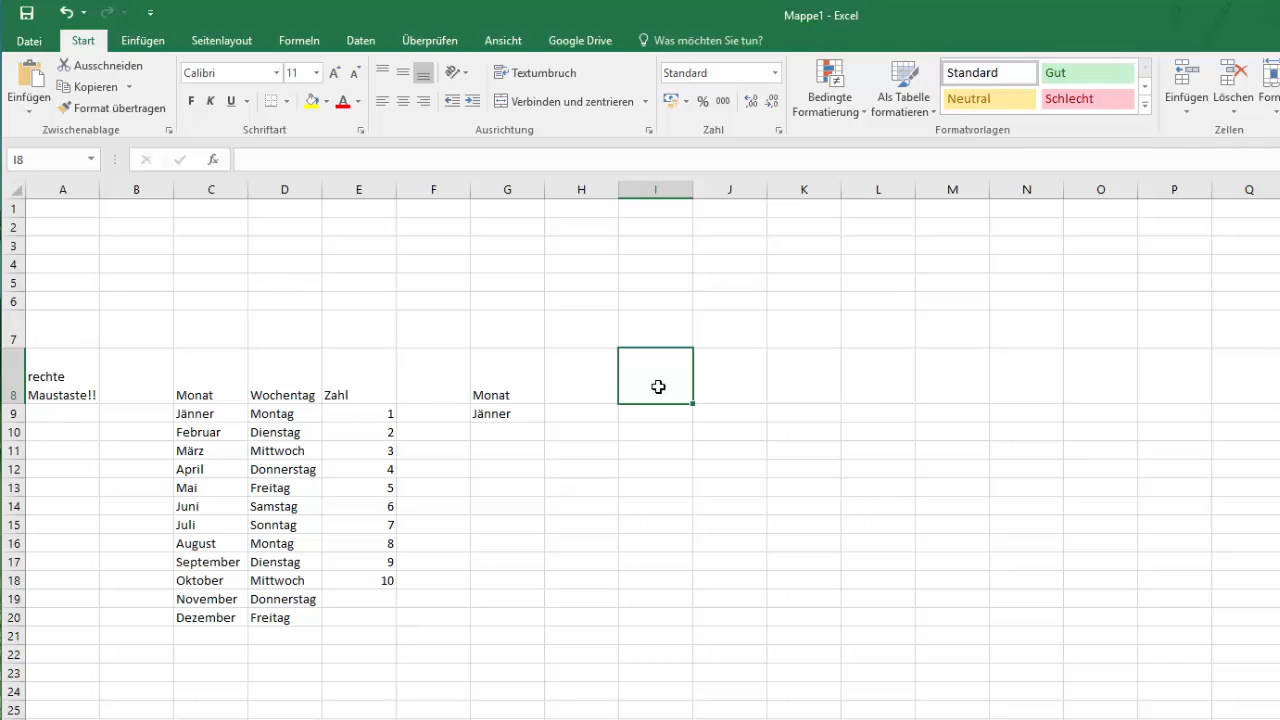 Mappe1 - Excel
Datei Start Einfügen Seitenlayout Formeln Daten Überprüfen Ansicht Google Drive Was möchten Sie tun?
Einfügen
Ausschneiden
Kopieren
Format übertragen
Zwischenablage
Calibri 11
F K U
Schriftart
Textumbruch
Verbinden und zentrieren
Ausrichtung
Standard
% 000
Zahl
Bedingte Formatierung
Als Tabelle formatieren
Standard Gut
Neutral Schlecht
Formatvorlagen
Einfügen Löschen Form
Zellen
I8 fx
A B C D E F G H I J K L M N O P Q
1
2
3
4
5
6
7
8 rechte Maustaste!! Monat Wochentag Zahl Monat
9 Jänner Montag 1 Jänner
10 Februar Dienstag 2
11 März Mittwoch 3
12 April Donnerstag 4
13 Mai Freitag 5
14 Juni Samstag 6
15 Juli Sonntag 7
16 August Montag 8
17 September Dienstag 9
18 Oktober Mittwoch 10
19 November Donnerstag
20 Dezember Freitag
21
22
23
24
25